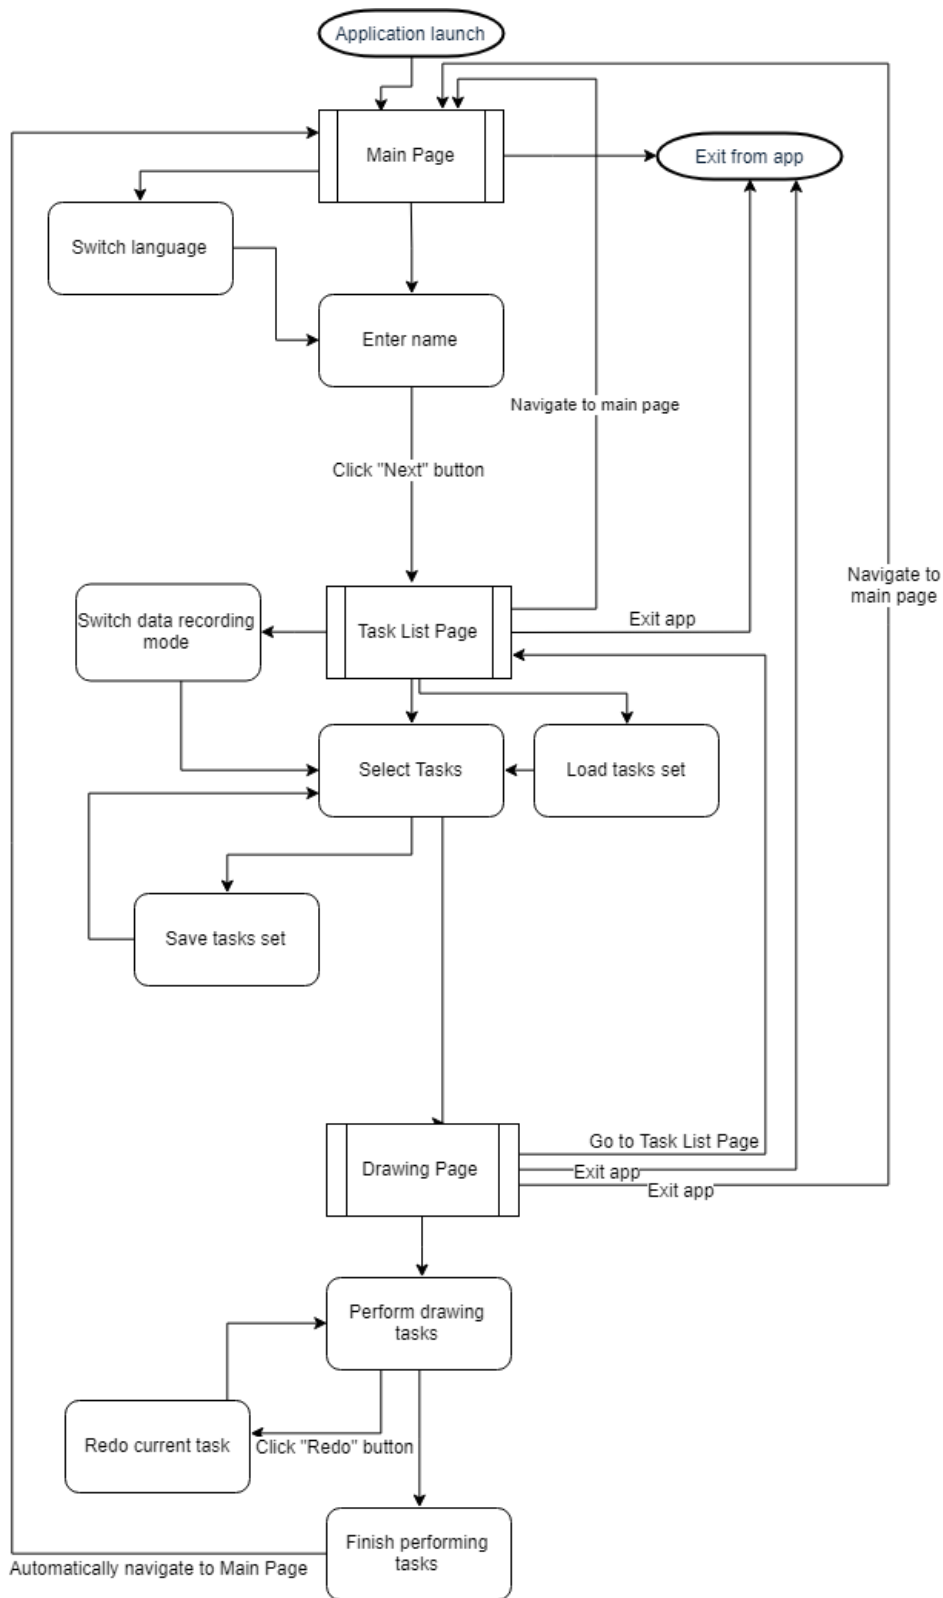 Application launch
Main Page
Exit from app
Switch language
Enter name
Navigate to main page
Click "Next" button
Navigate to
main page
Switch data recording
mode
Task List Page
Exit app
Select Tasks
Load tasks set
Save tasks set
Go to Task List Page
Drawing Page
Exit app
Exit app
Perform drawing
tasks
Redo current task
Click "Redo" button
Finish performing
tasks
Automatically navigate to Main Page